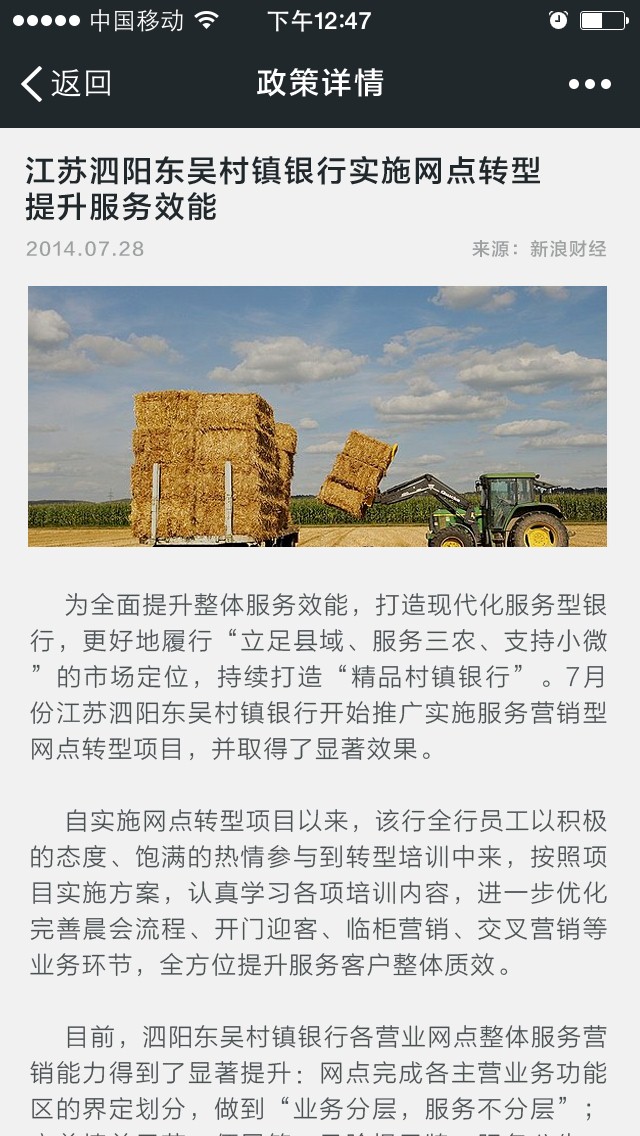 中国移动 下午12:47
返回 政策详情
江苏泗阳东吴村镇银行实施网点转型
提升服务效能
2014.07.28 来源：新浪财经
为全面提升整体服务效能，打造现代化服务型银
行，更好地履行“立足县域、服务三农、支持小微
”的市场定位，持续打造“精品村镇银行”。7月
份江苏泗阳东吴村镇银行开始推广实施服务营销型
网点转型项目，并取得了显著效果。
自实施网点转型项目以来，该行全行员工以积极
的态度、饱满的热情参与到转型培训中来，按照项
目实施方案，认真学习各项培训内容，进一步优化
完善晨会流程、开门迎客、临柜营销、交叉营销等
业务环节，全方位提升服务客户整体质效。
目前，泗阳东吴村镇银行各营业网点整体服务营
销能力得到了显著提升：网点完成各主营业务功能
区的界定划分，做到“业务分层，服务不分层”；